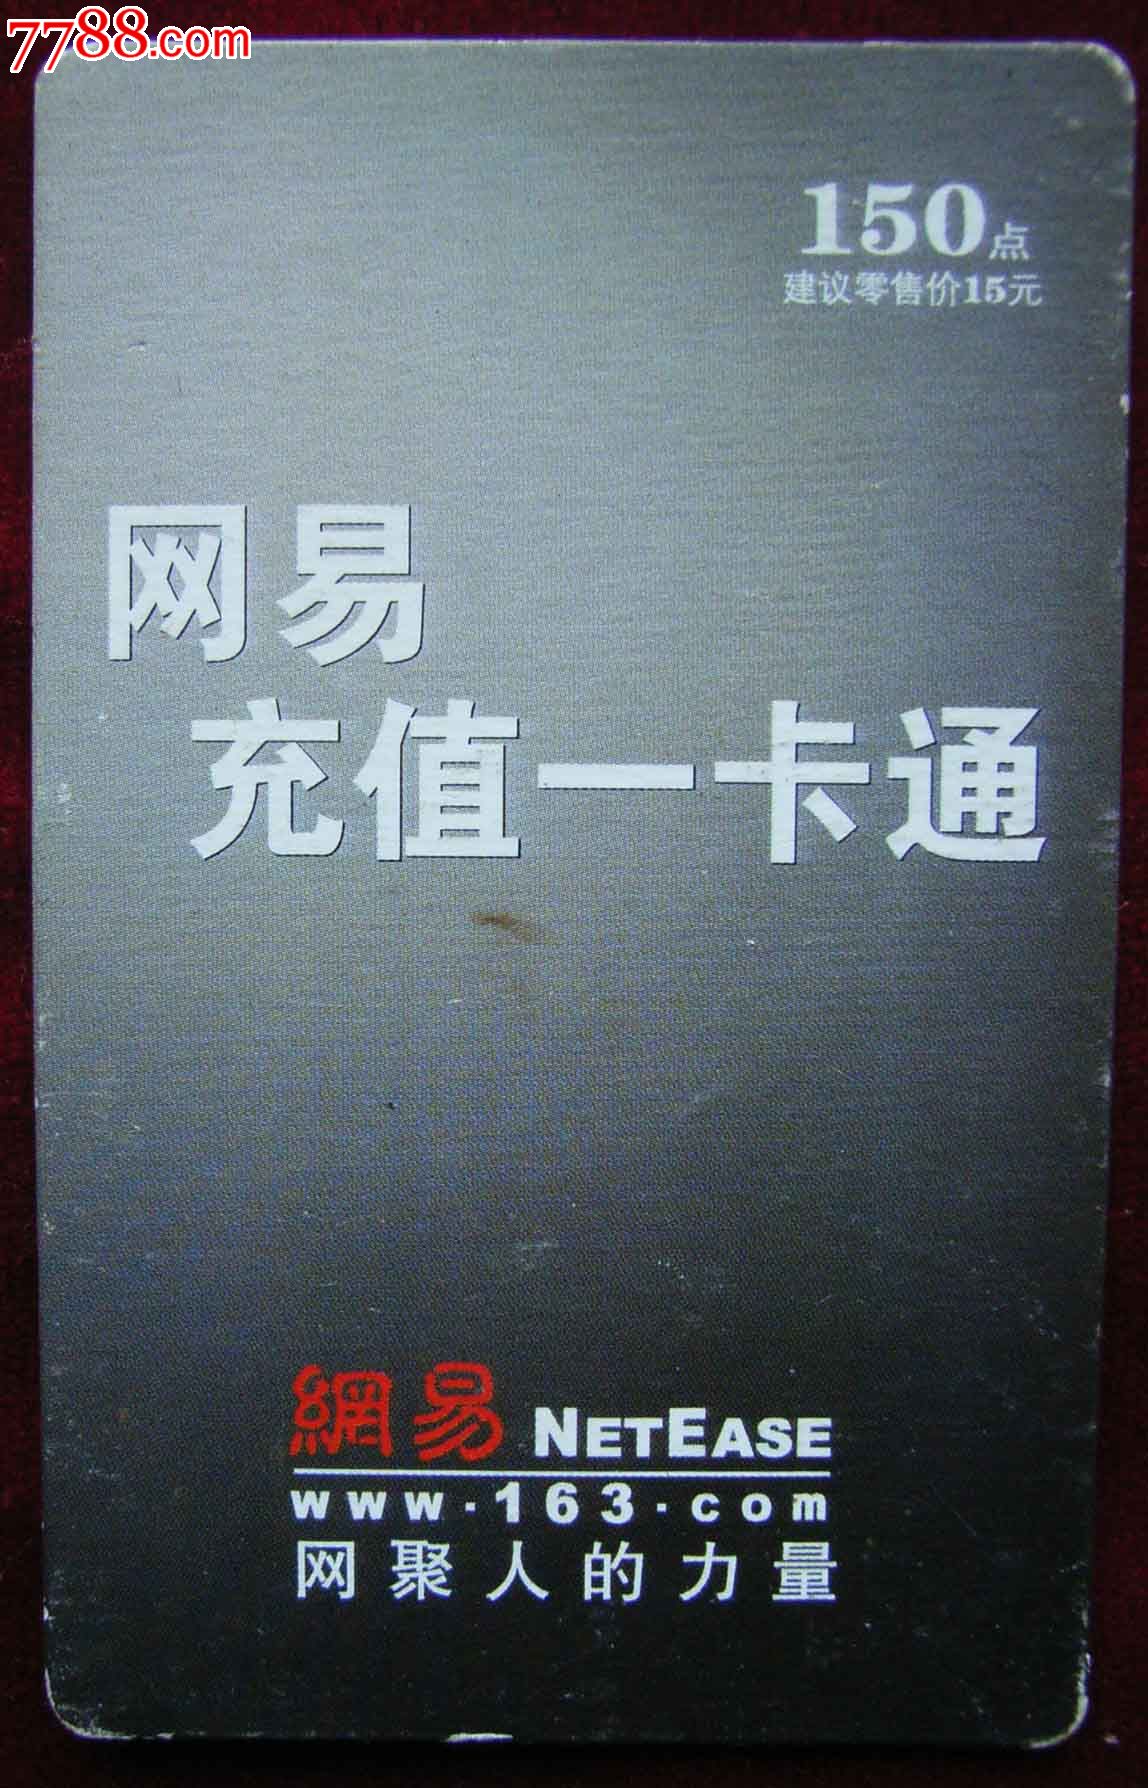 7788.com
150点
建议零售价15元
网易
充值一卡通
網易 NETEASE
www.163.com
网聚人的力量